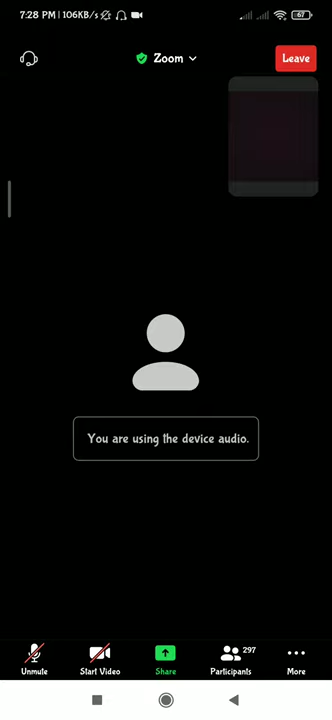 7:28 PM | 106KB/s
67
Zoom
Leave
You are using the device audio.
297
Unmute
Start Video
Share
Participants
More